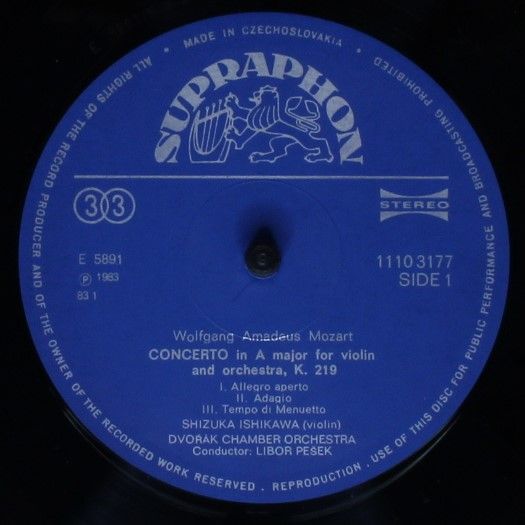 ALL RIGHTS OF THE RECORD PRODUCER AND OF THE OWNER OF THE RECORDED WORK RESERVED . REPRODUCTION . USE OF THIS DISC FOR PUBLIC PERFORMANCE AND BROADCASTING PROHIBITED
MADE IN CZECHOSLOVAKIA
SUPRAPHON
33
STEREO
E 5891
℗ 1983
83 1
1110 3177
SIDE 1
Wolfgang Amadeus Mozart
CONCERTO in A major for violin
and orchestra, K. 219
I. Allegro aperto
II. Adagio
III. Tempo di Menuetto
SHIZUKA ISHIKAWA (violin)
DVOŘÁK CHAMBER ORCHESTRA
Conductor: LIBOR PEŠEK